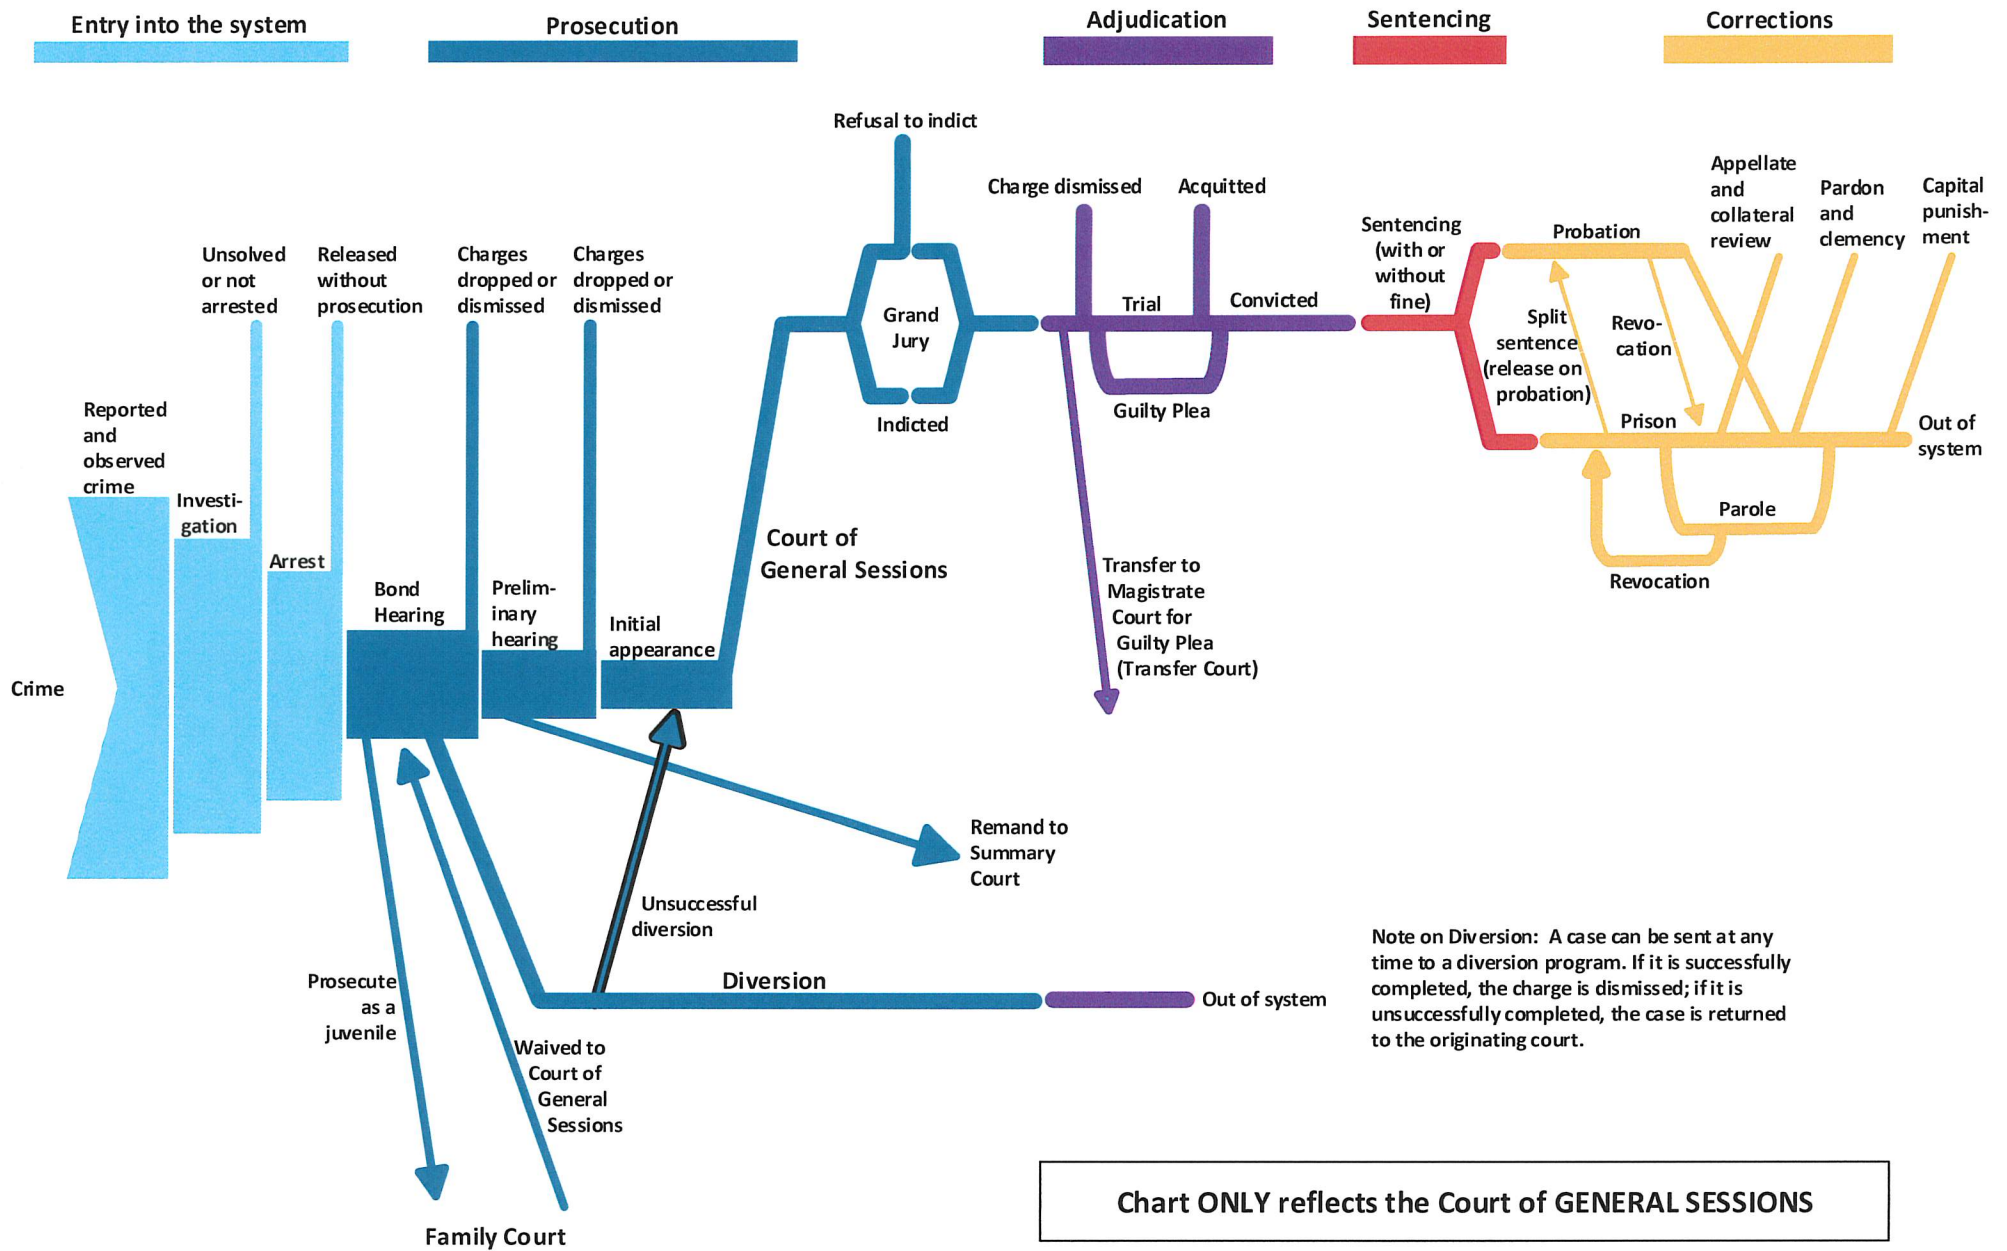 Entry into the system
Prosecution
Adjudication
Sentencing
Corrections
Refusal to indict
Charge dismissed
Acquitted
Appellate
and
collateral
review
Pardon
and
clemency
Capital
punish-
ment
Unsolved
or not
arrested
Released
without
prosecution
Charges
dropped or
dismissed
Charges
dropped or
dismissed
Grand
Jury
Indicted
Trial
Convicted
Guilty Plea
Sentencing
(with or
without
fine)
Probation
Split
sentence
(release on
probation)
Revo-
cation
Prison
Out of
system
Parole
Revocation
Reported
and
observed
crime
Investi-
gation
Arrest
Bond
Hearing
Prelim-
inary
hearing
Initial
appearance
Court of
General Sessions
Transfer to
Magistrate
Court for
Guilty Plea
(Transfer Court)
Crime
Remand to
Summary
Court
Unsuccessful
diversion
Diversion
Out of system
Prosecute
as a
juvenile
Waived to
Court of
General
Sessions
Family Court
Note on Diversion: A case can be sent at any
time to a diversion program. If it is successfully
completed, the charge is dismissed; if it is
unsuccessfully completed, the case is returned
to the originating court.
Chart ONLY reflects the Court of GENERAL SESSIONS